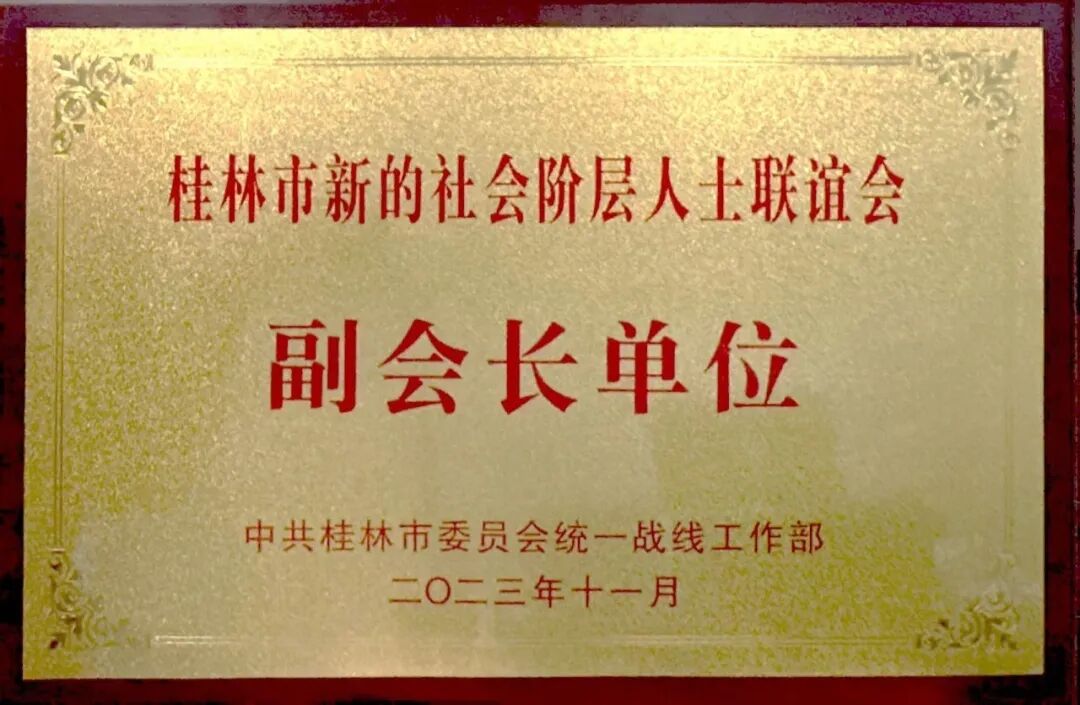 桂林市新的社会阶层人士联谊会
副会长单位
中共桂林市委员会统一战线工作部
二〇二三年十一月